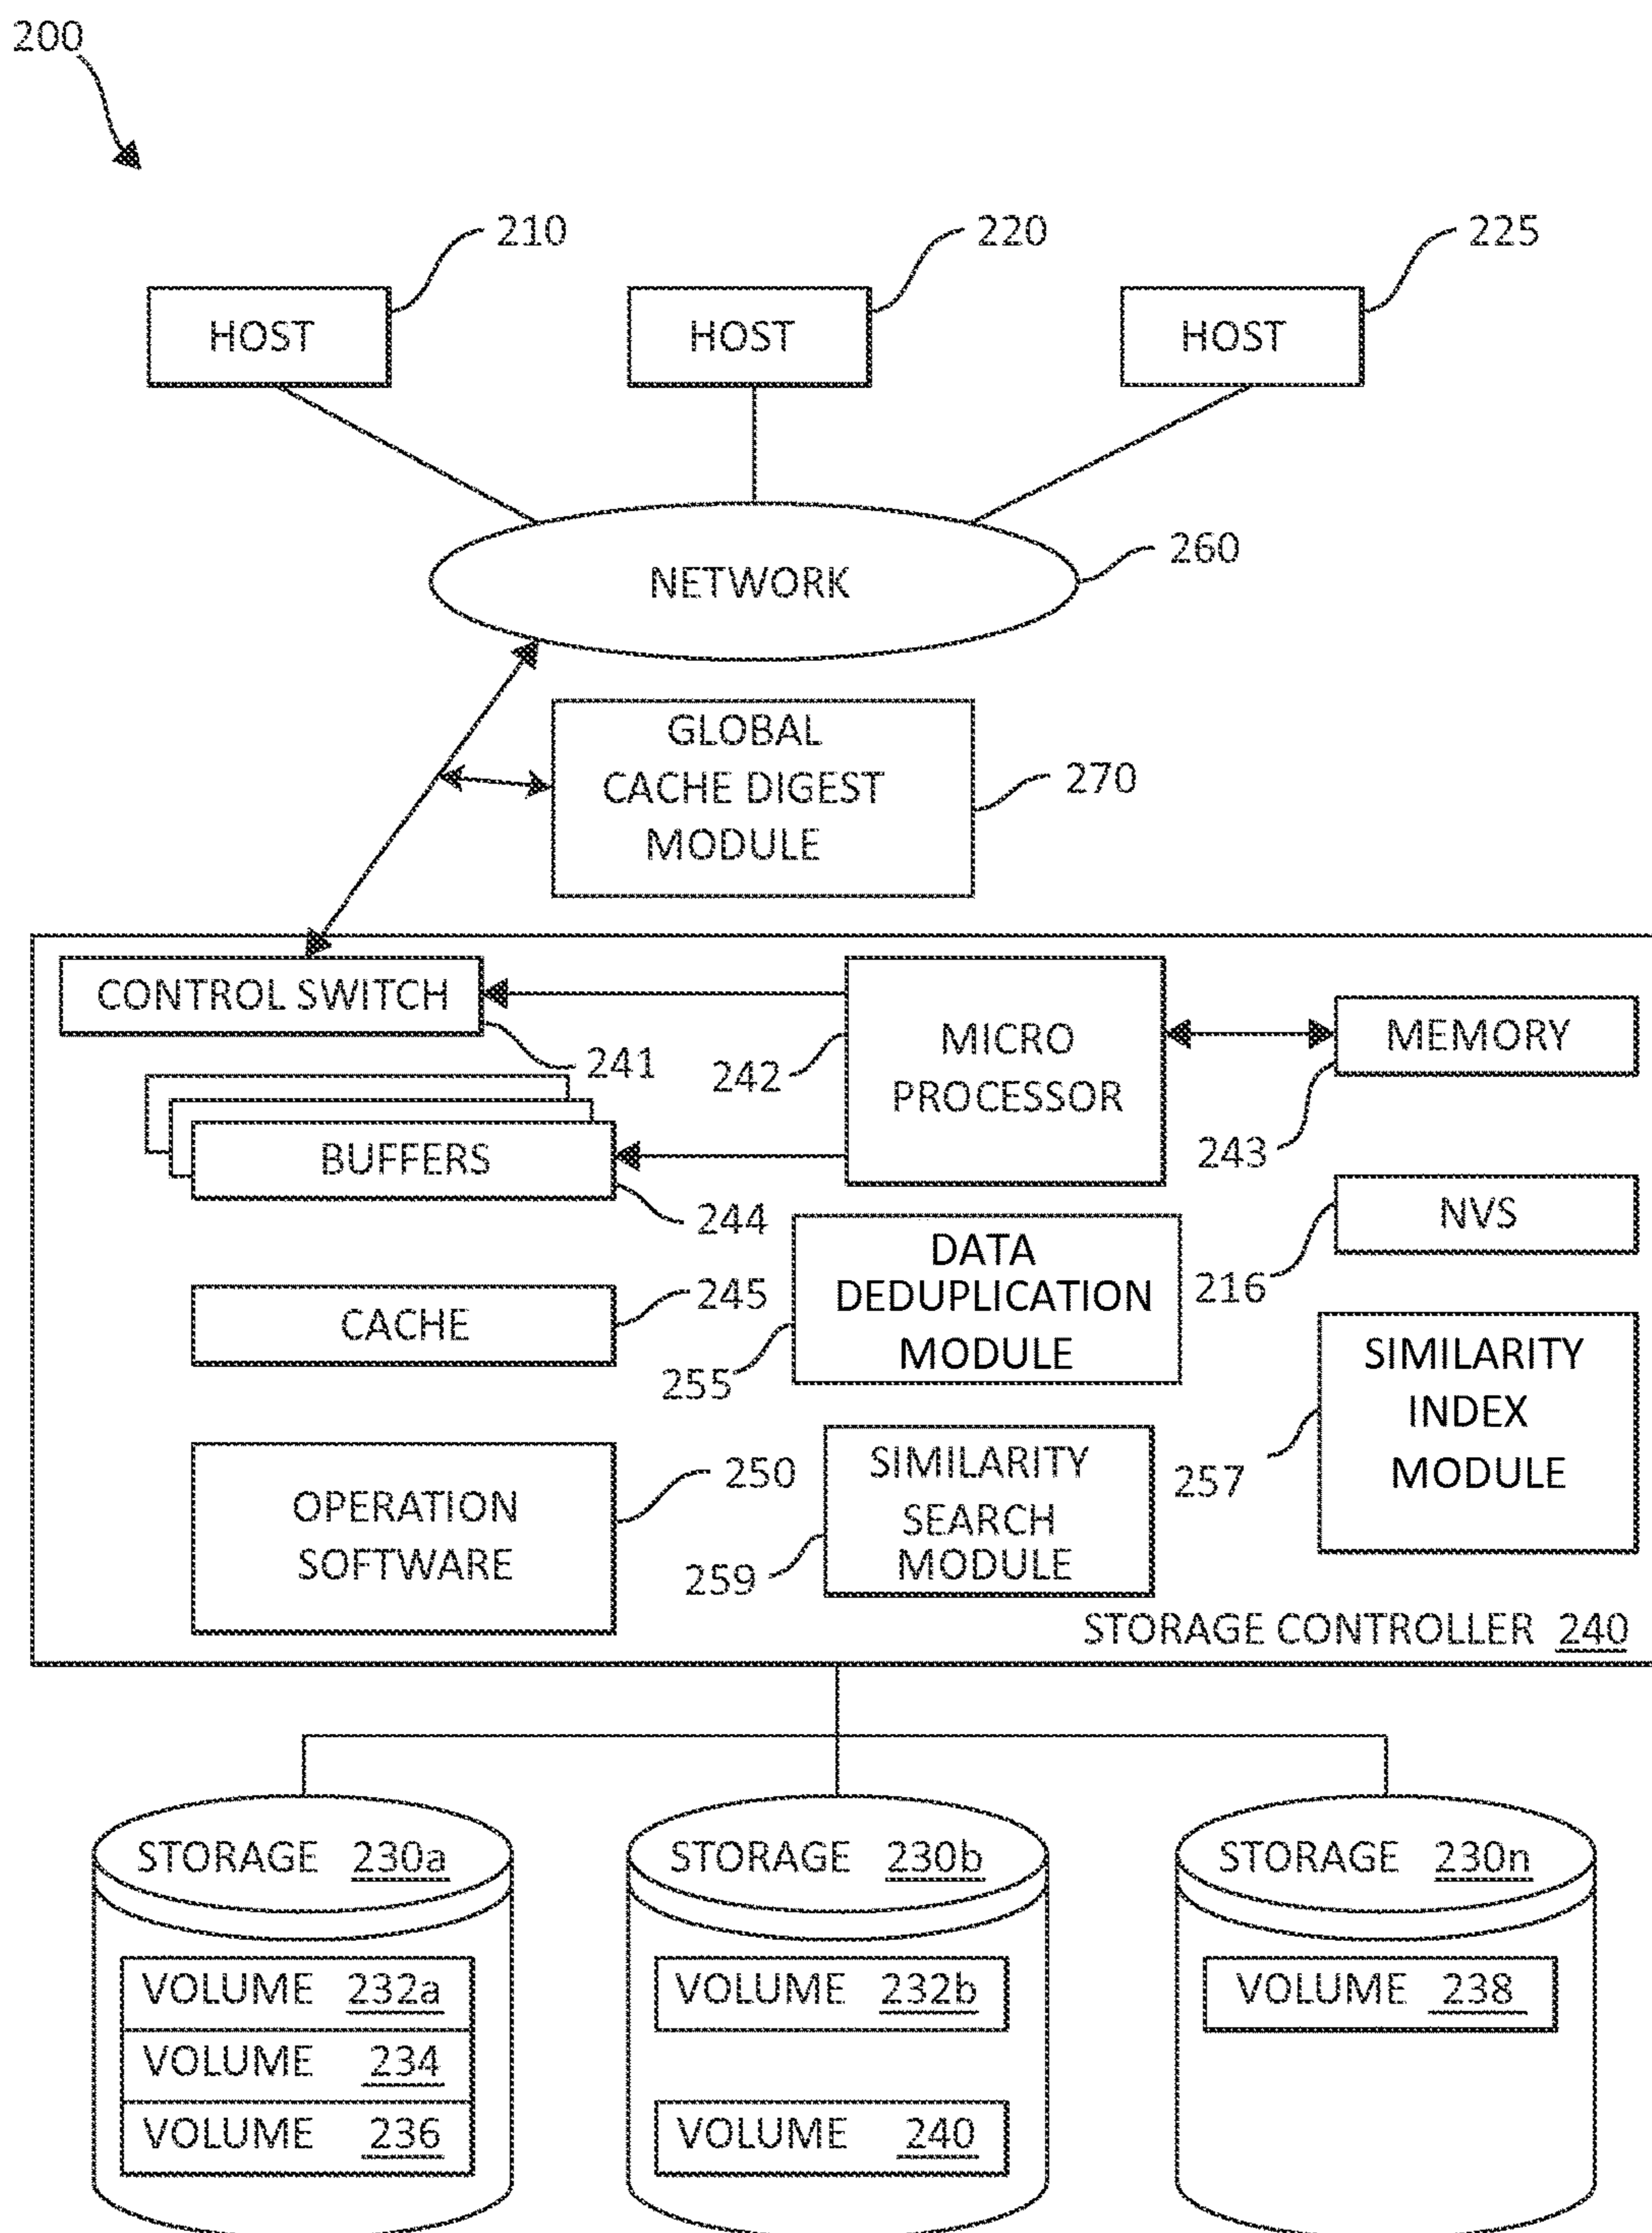 200
210
220
225
HOST
HOST
HOST
260
NETWORK
GLOBAL
CACHE DIGEST
MODULE
270
CONTROL SWITCH
241
242
MICRO
PROCESSOR
MEMORY
243
BUFFERS
244
NVS
216
DATA
DEDUPLICATION
MODULE
255
CACHE
245
SIMILARITY
INDEX
MODULE
257
OPERATION
SOFTWARE
250
SIMILARITY
SEARCH
MODULE
259
STORAGE CONTROLLER 240
STORAGE 230a
STORAGE 230b
STORAGE 230n
VOLUME 232a
VOLUME 234
VOLUME 236
VOLUME 232b
VOLUME 240
VOLUME 238